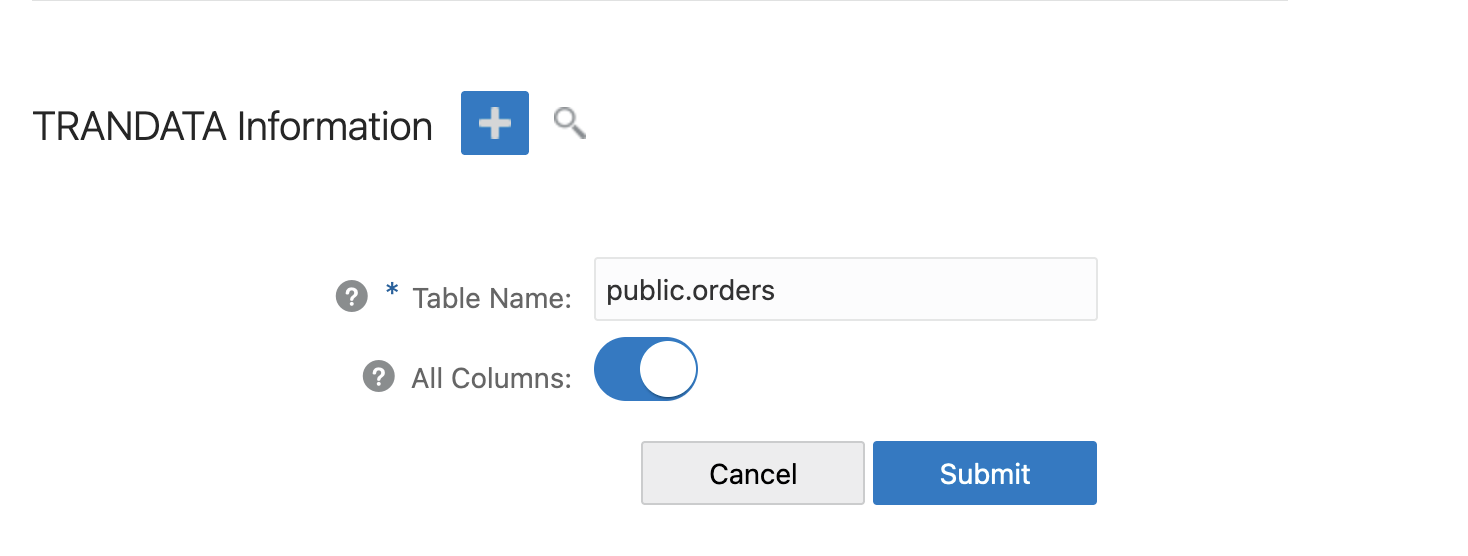 TRANDATA Information
? * Table Name: public.orders
? All Columns:
Cancel Submit